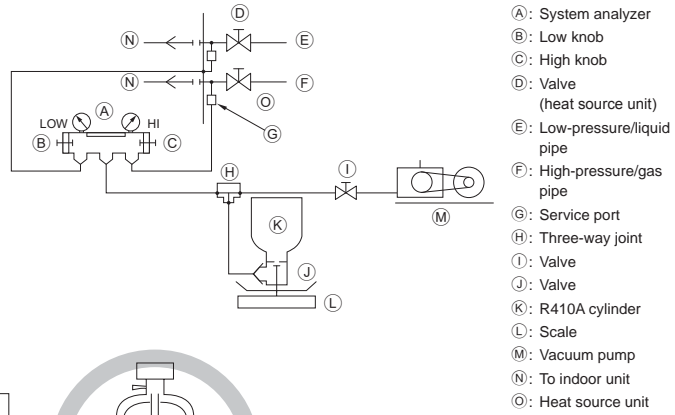 Ⓓ
Ⓝ Ⓔ
Ⓝ Ⓕ
Ⓐ Ⓞ
LOW HI
Ⓖ
Ⓑ Ⓒ
Ⓗ Ⓘ
Ⓜ
Ⓚ
Ⓙ
Ⓛ
Ⓐ: System analyzer
Ⓑ: Low knob
Ⓒ: High knob
Ⓓ: Valve
(heat source unit)
Ⓔ: Low-pressure/liquid
pipe
Ⓕ: High-pressure/gas
pipe
Ⓖ: Service port
Ⓗ: Three-way joint
Ⓘ: Valve
Ⓙ: Valve
Ⓚ: R410A cylinder
Ⓛ: Scale
Ⓜ: Vacuum pump
Ⓝ: To indoor unit
Ⓞ: Heat source unit